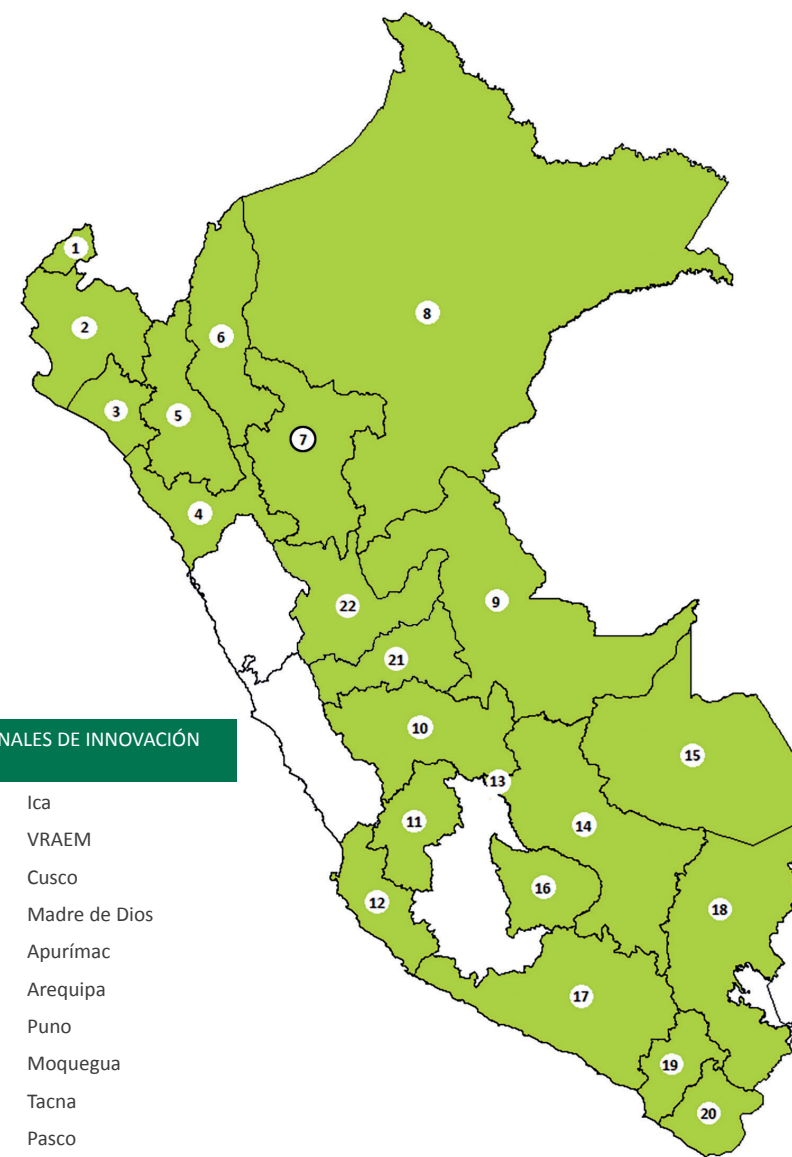 1
2
3
4
5
6
7
8
9
10
11
12
13
14
15
16
17
18
19
20
21
22
NALES DE INNOVACIÓN
Ica
VRAEM
Cusco
Madre de Dios
Apurímac
Arequipa
Puno
Moquegua
Tacna
Pasco